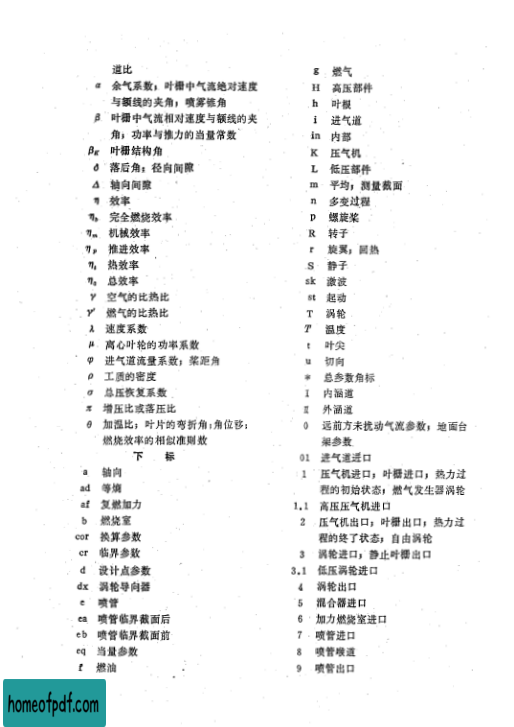 道比
α 余气系数；叶栅中气流绝对速度
与额线的夹角；喷雾锥角
β 叶栅中气流相对速度与额线的夹
角；功率与推力的当量常数
βK 叶栅结构角
δ 落后角；径向间隙
Δ 轴向间隙
η 效率
ηb 完全燃烧效率
ηm 机械效率
ηp 推进效率
ηt 热效率
η0 总效率
γ 空气的比热比
γ′ 燃气的比热比
λ 速度系数
μ 离心叶轮的功率系数
φ 进气道流量系数；桨距角
ρ 工质的密度
σ 总压恢复系数
π 增压比或落压比
θ 加温比；叶片的弯折角；角位移；
燃烧效率的相似准则数
下 标
a 轴向
ad 等熵
af 复燃加力
b 燃烧室
cor 换算参数
cr 临界参数
d 设计点参数
dx 涡轮导向器
e 喷管
ea 喷管临界截面后
eb 喷管临界截面前
eq 当量参数
f 燃油
g 燃气
H 高压部件
h 叶根
i 进气道
in 内部
K 压气机
L 低压部件
m 平均；测量截面
n 多变过程
p 螺旋桨
R 转子
r 旋翼；回热
S 静子
sk 激波
st 起动
T 涡轮
T 温度
t 叶尖
u 切向
* 总参数角标
I 内涵道
II 外涵道
0 远前方未扰动气流参数；地面台
架参数
01 进气道进口
1 压气机进口；叶栅进口；热力过
程的初始状态；燃气发生器涡轮
1.1 高压压气机进口
2 压气机出口；叶栅出口；热力过
程的终了状态；自由涡轮
3 涡轮进口；静止叶栅出口
3.1 低压涡轮进口
4 涡轮出口
5 混合器进口
6 加力燃烧室进口
7 喷管进口
8 喷管喉道
9 喷管出口
homeofpdf.com